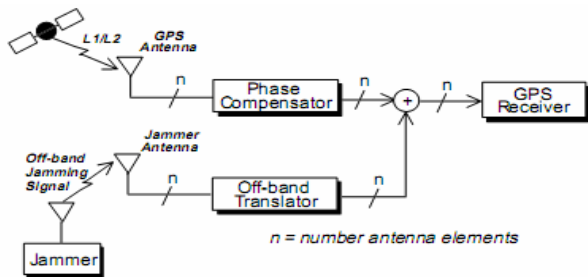 L1/L2
GPS
Antenna
n
Phase
Compensator
n
+
n
GPS
Receiver
Off-band
Jamming
Signal
Jammer
Antenna
n
Off-band
Translator
n
Jammer
n = number antenna elements